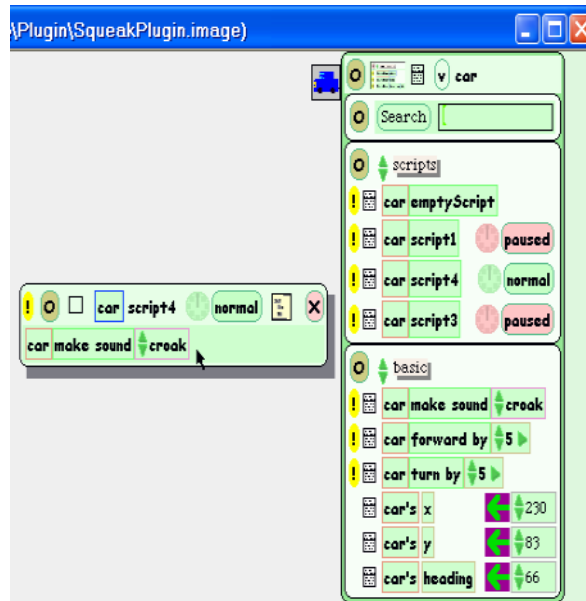 \Plugin\SqueakPlugin.image)
v car
Search
scripts
car emptyScript
car script1 paused
car script4 normal
car script3 paused
car script4 normal
car make sound croak
basic
car make sound croak
car forward by 5
car turn by 5
car's x 230
car's y 83
car's heading 66